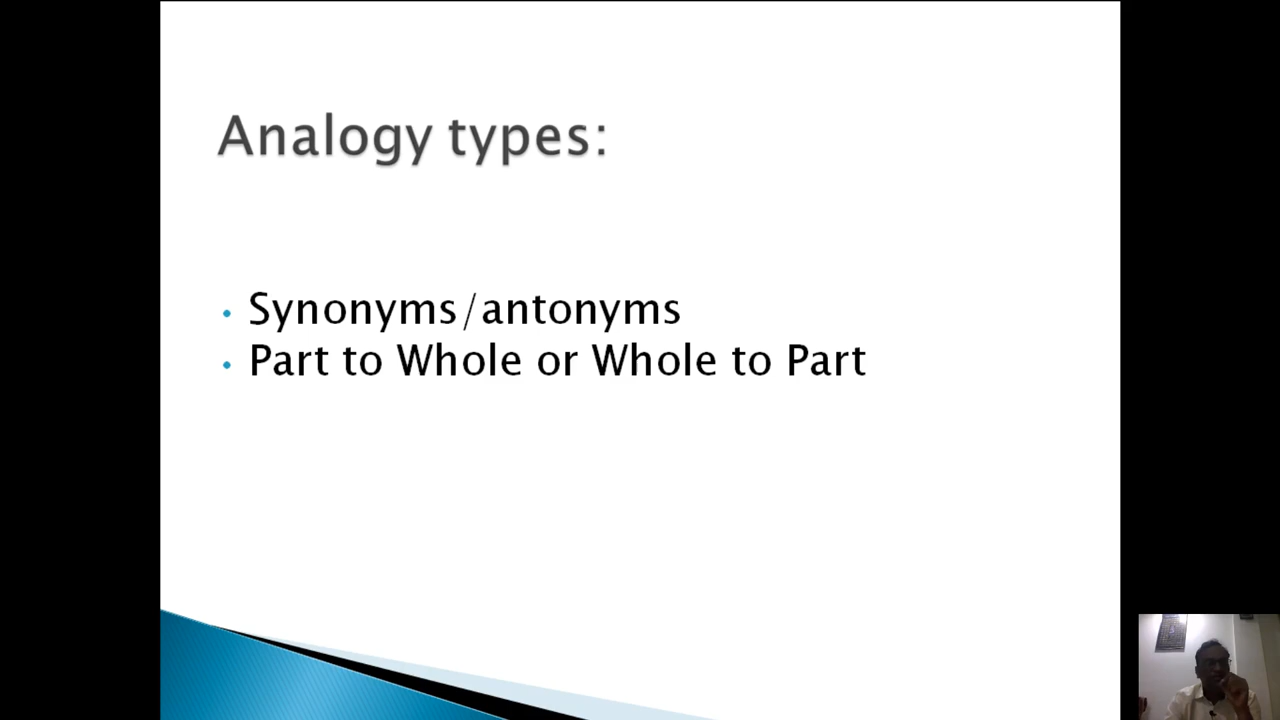 Analogy types:
• Synonyms/antonyms
• Part to Whole or Whole to Part